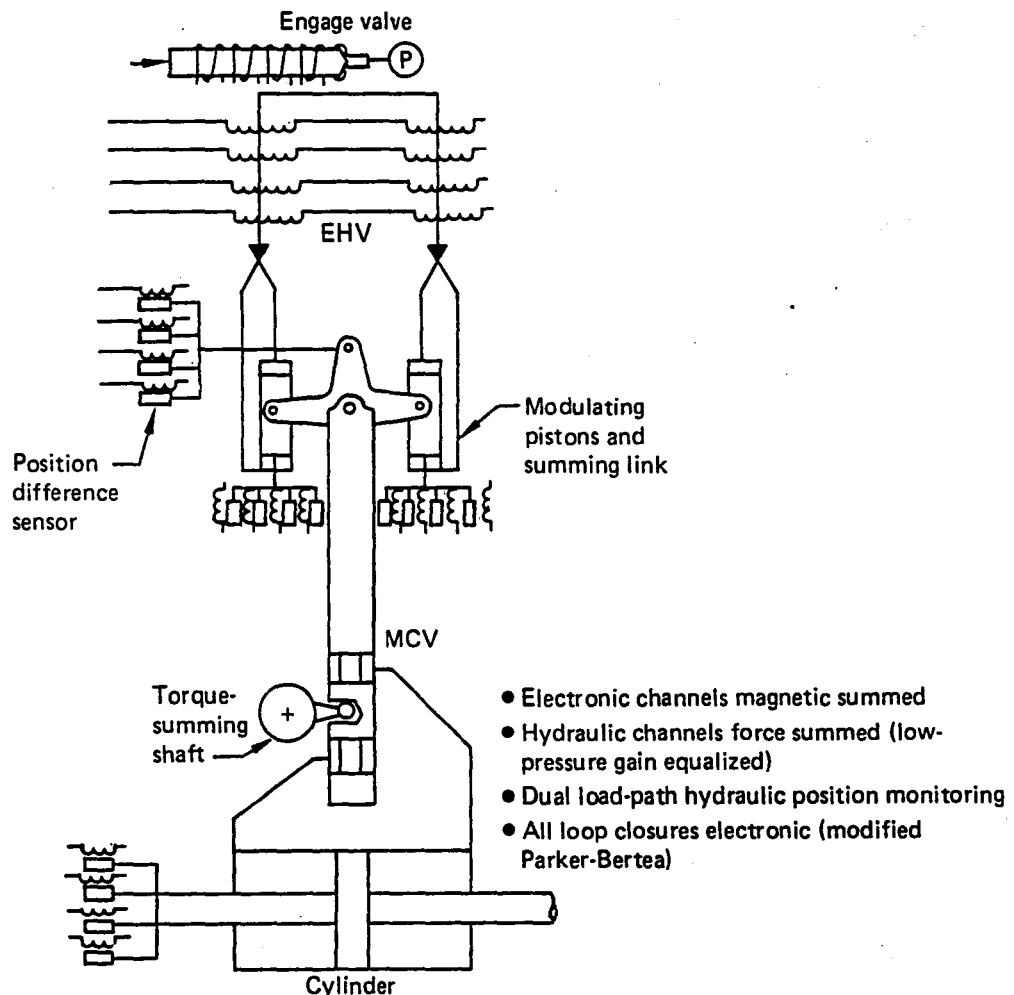 Engage valve
P
EHV
Position
difference
sensor
Modulating
pistons and
summing link
MCV
Torque-
summing
shaft
+
• Electronic channels magnetic summed
• Hydraulic channels force summed (low-
pressure gain equalized)
• Dual load-path hydraulic position monitoring
• All loop closures electronic (modified
Parker-Bertea)
Cylinder